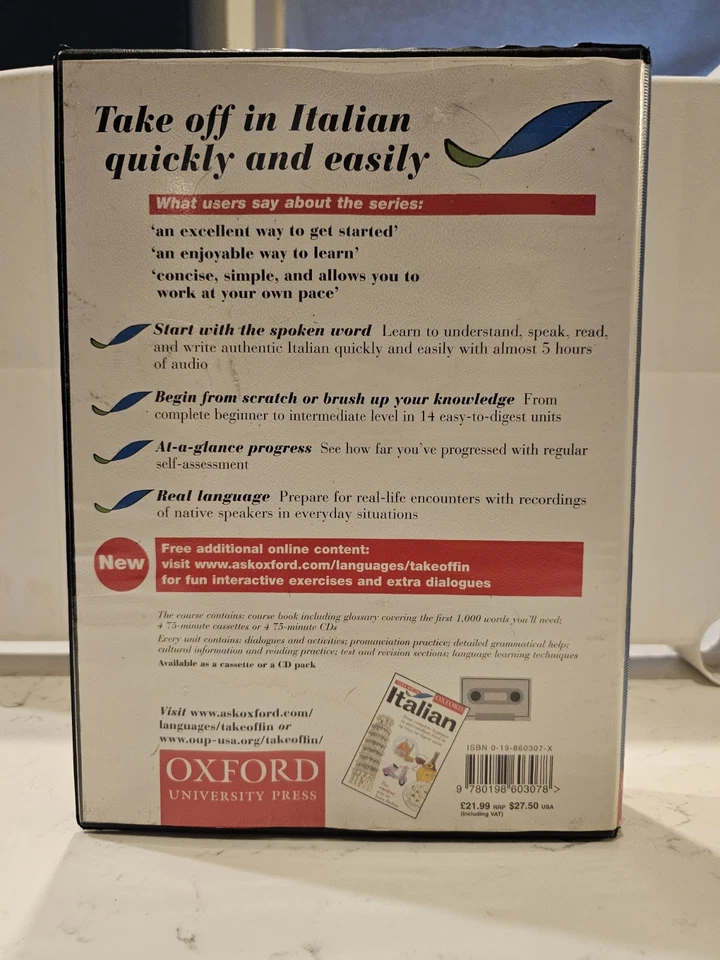 Take off in Italian
quickly and easily
What users say about the series:
‘an excellent way to get started’
‘an enjoyable way to learn’
‘concise, simple, and allows you to
work at your own pace’
Start with the spoken word Learn to understand, speak, read,
and write authentic Italian quickly and easily with almost 5 hours
of audio
Begin from scratch or brush up your knowledge From
complete beginner to intermediate level in 14 easy-to-digest units
At-a-glance progress See how far you've progressed with regular
self-assessment
Real language Prepare for real-life encounters with recordings
of native speakers in everyday situations
New
Free additional online content:
visit www.askoxford.com/languages/takeoffin
for fun interactive exercises and extra dialogues
The course contains: course book including glossary covering the first 1,000 words you'll need;
4 75-minute cassettes or 4 75-minute CDs
Every unit contains: dialogues and activities; pronunciation practice; detailed grammatical help;
cultural information and reading practice; test and revision sections; language learning techniques
Available as a cassette or a CD pack
Visit www.askoxford.com/
languages/takeoffin or
www.oup-usa.org/takeoffin/
OXFORD
UNIVERSITY PRESS
OXFORD
Italian
ISBN 0-19-860307-X
9 780198 603078 >
£21.99 RRP $27.50 USA
(including VAT)